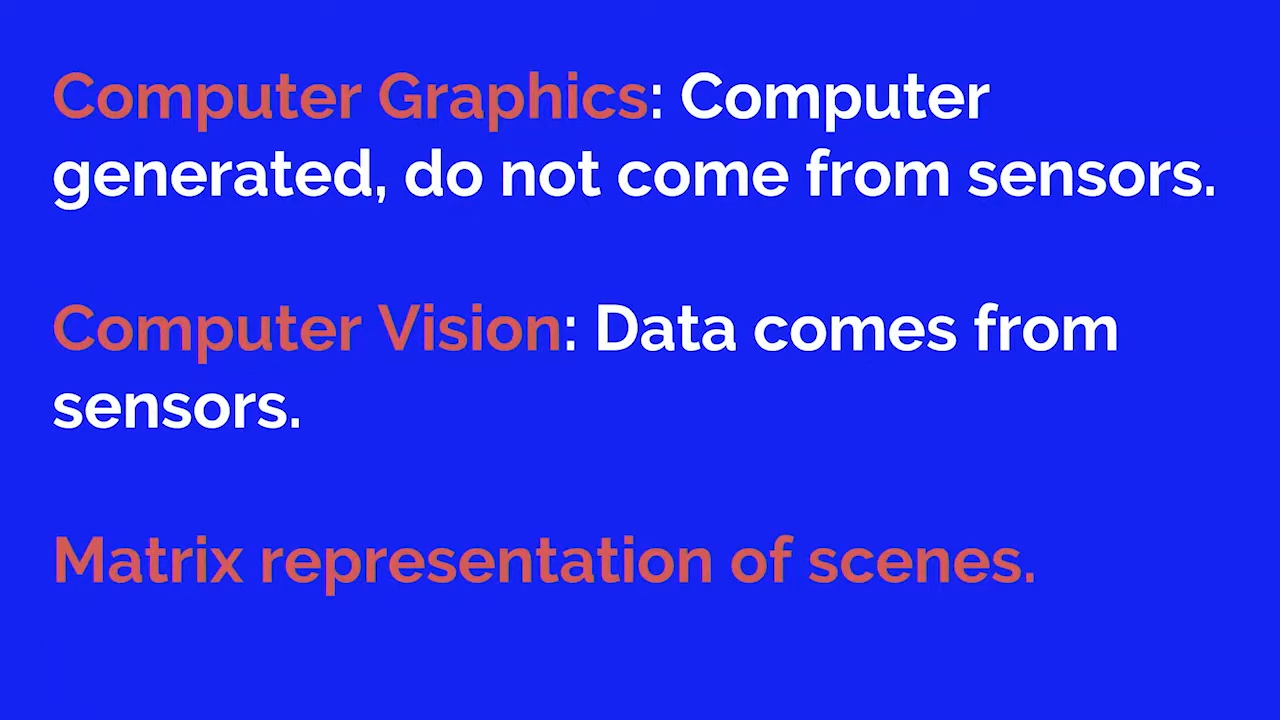 Computer Graphics: Computer
generated, do not come from sensors.
Computer Vision: Data comes from
sensors.
Matrix representation of scenes.